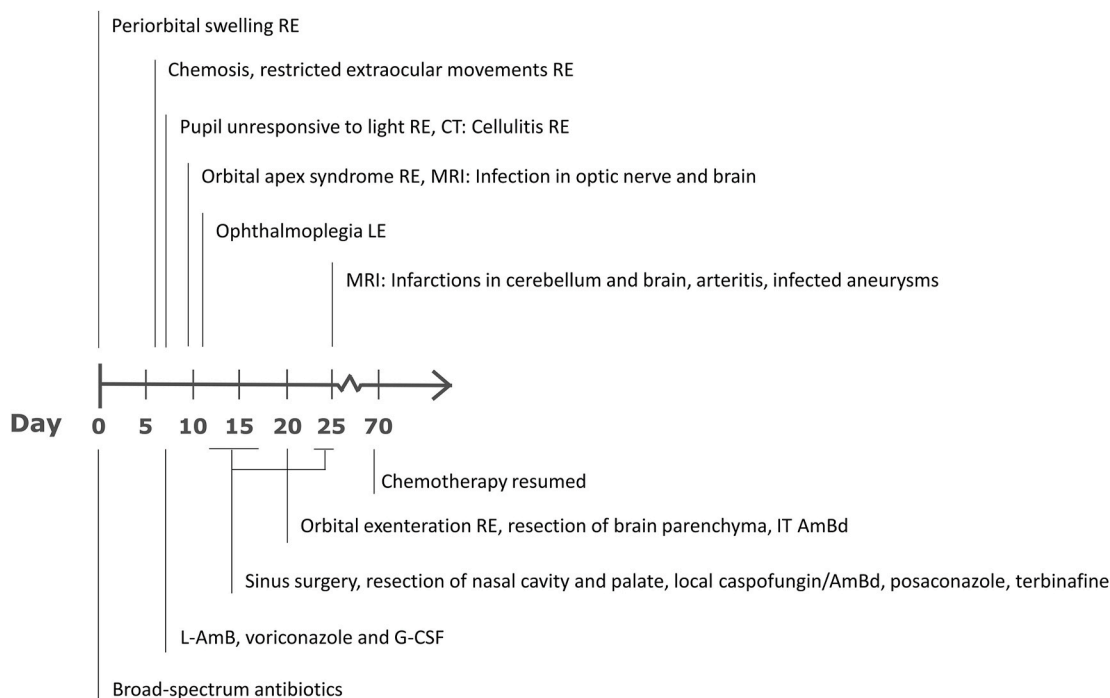 Periorbital swelling RE
Chemosis, restricted extraocular movements RE
Pupil unresponsive to light RE, CT: Cellulitis RE
Orbital apex syndrome RE, MRI: Infection in optic nerve and brain
Ophthalmoplegia LE
MRI: Infarctions in cerebellum and brain, arteritis, infected aneurysms
Day 0 5 10 15 20 25 70
Chemotherapy resumed
Orbital exenteration RE, resection of brain parenchyma, IT AmBd
Sinus surgery, resection of nasal cavity and palate, local caspofungin/AmBd, posaconazole, terbinafine
L-AmB, voriconazole and G-CSF
Broad-spectrum antibiotics